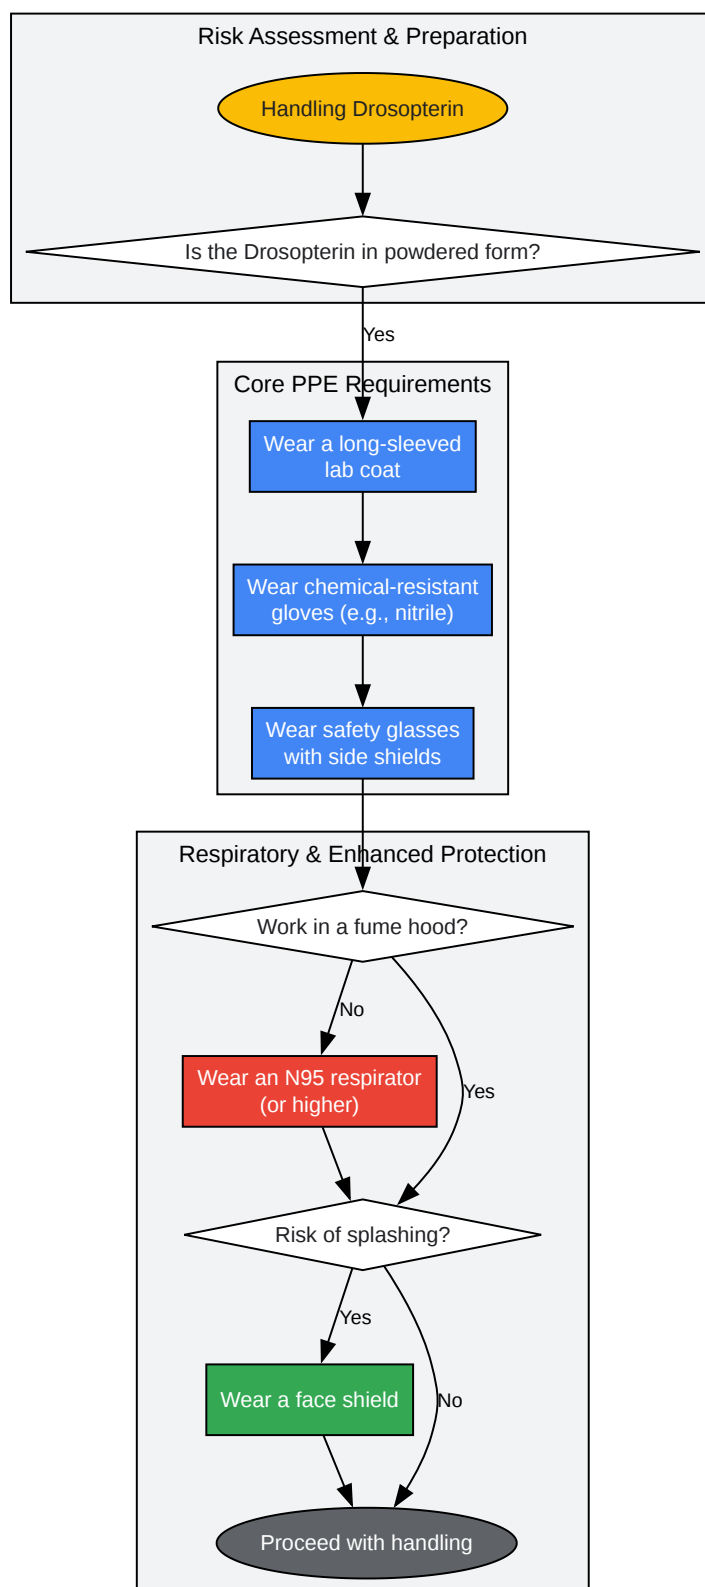 Risk Assessment & Preparation
Handling Drosopterin
Is the Drosopterin in powdered form?
Yes
Core PPE Requirements
Wear a long-sleeved
lab coat
Wear chemical-resistant
gloves (e.g., nitrile)
Wear safety glasses
with side shields
Respiratory & Enhanced Protection
Work in a fume hood?
No
Wear an N95 respirator
(or higher)
Yes
Risk of splashing?
Yes
Wear a face shield
No
Proceed with handling